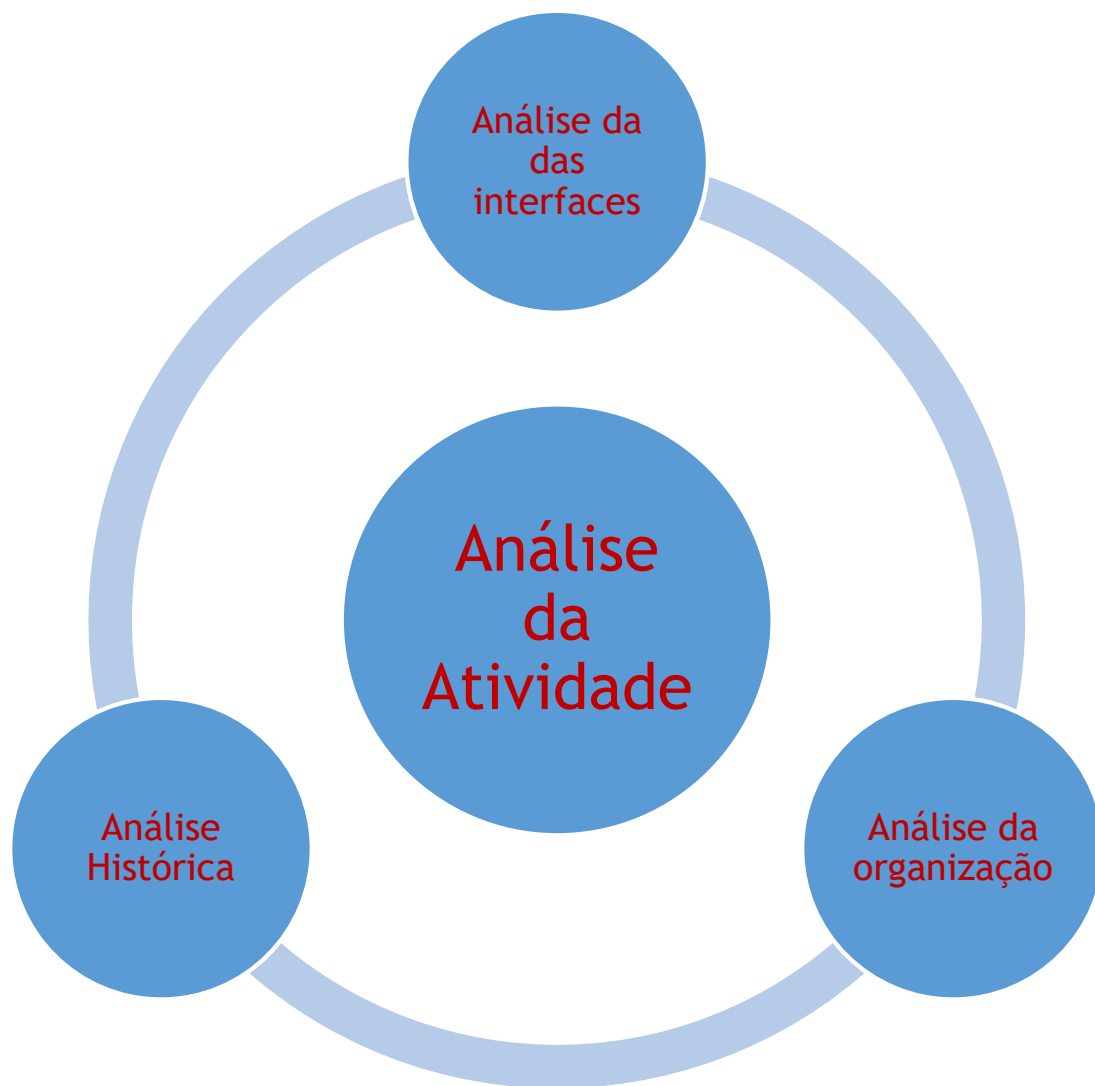 Análise da
das
interfaces
Análise
da
Atividade
Análise
Histórica
Análise da
organização